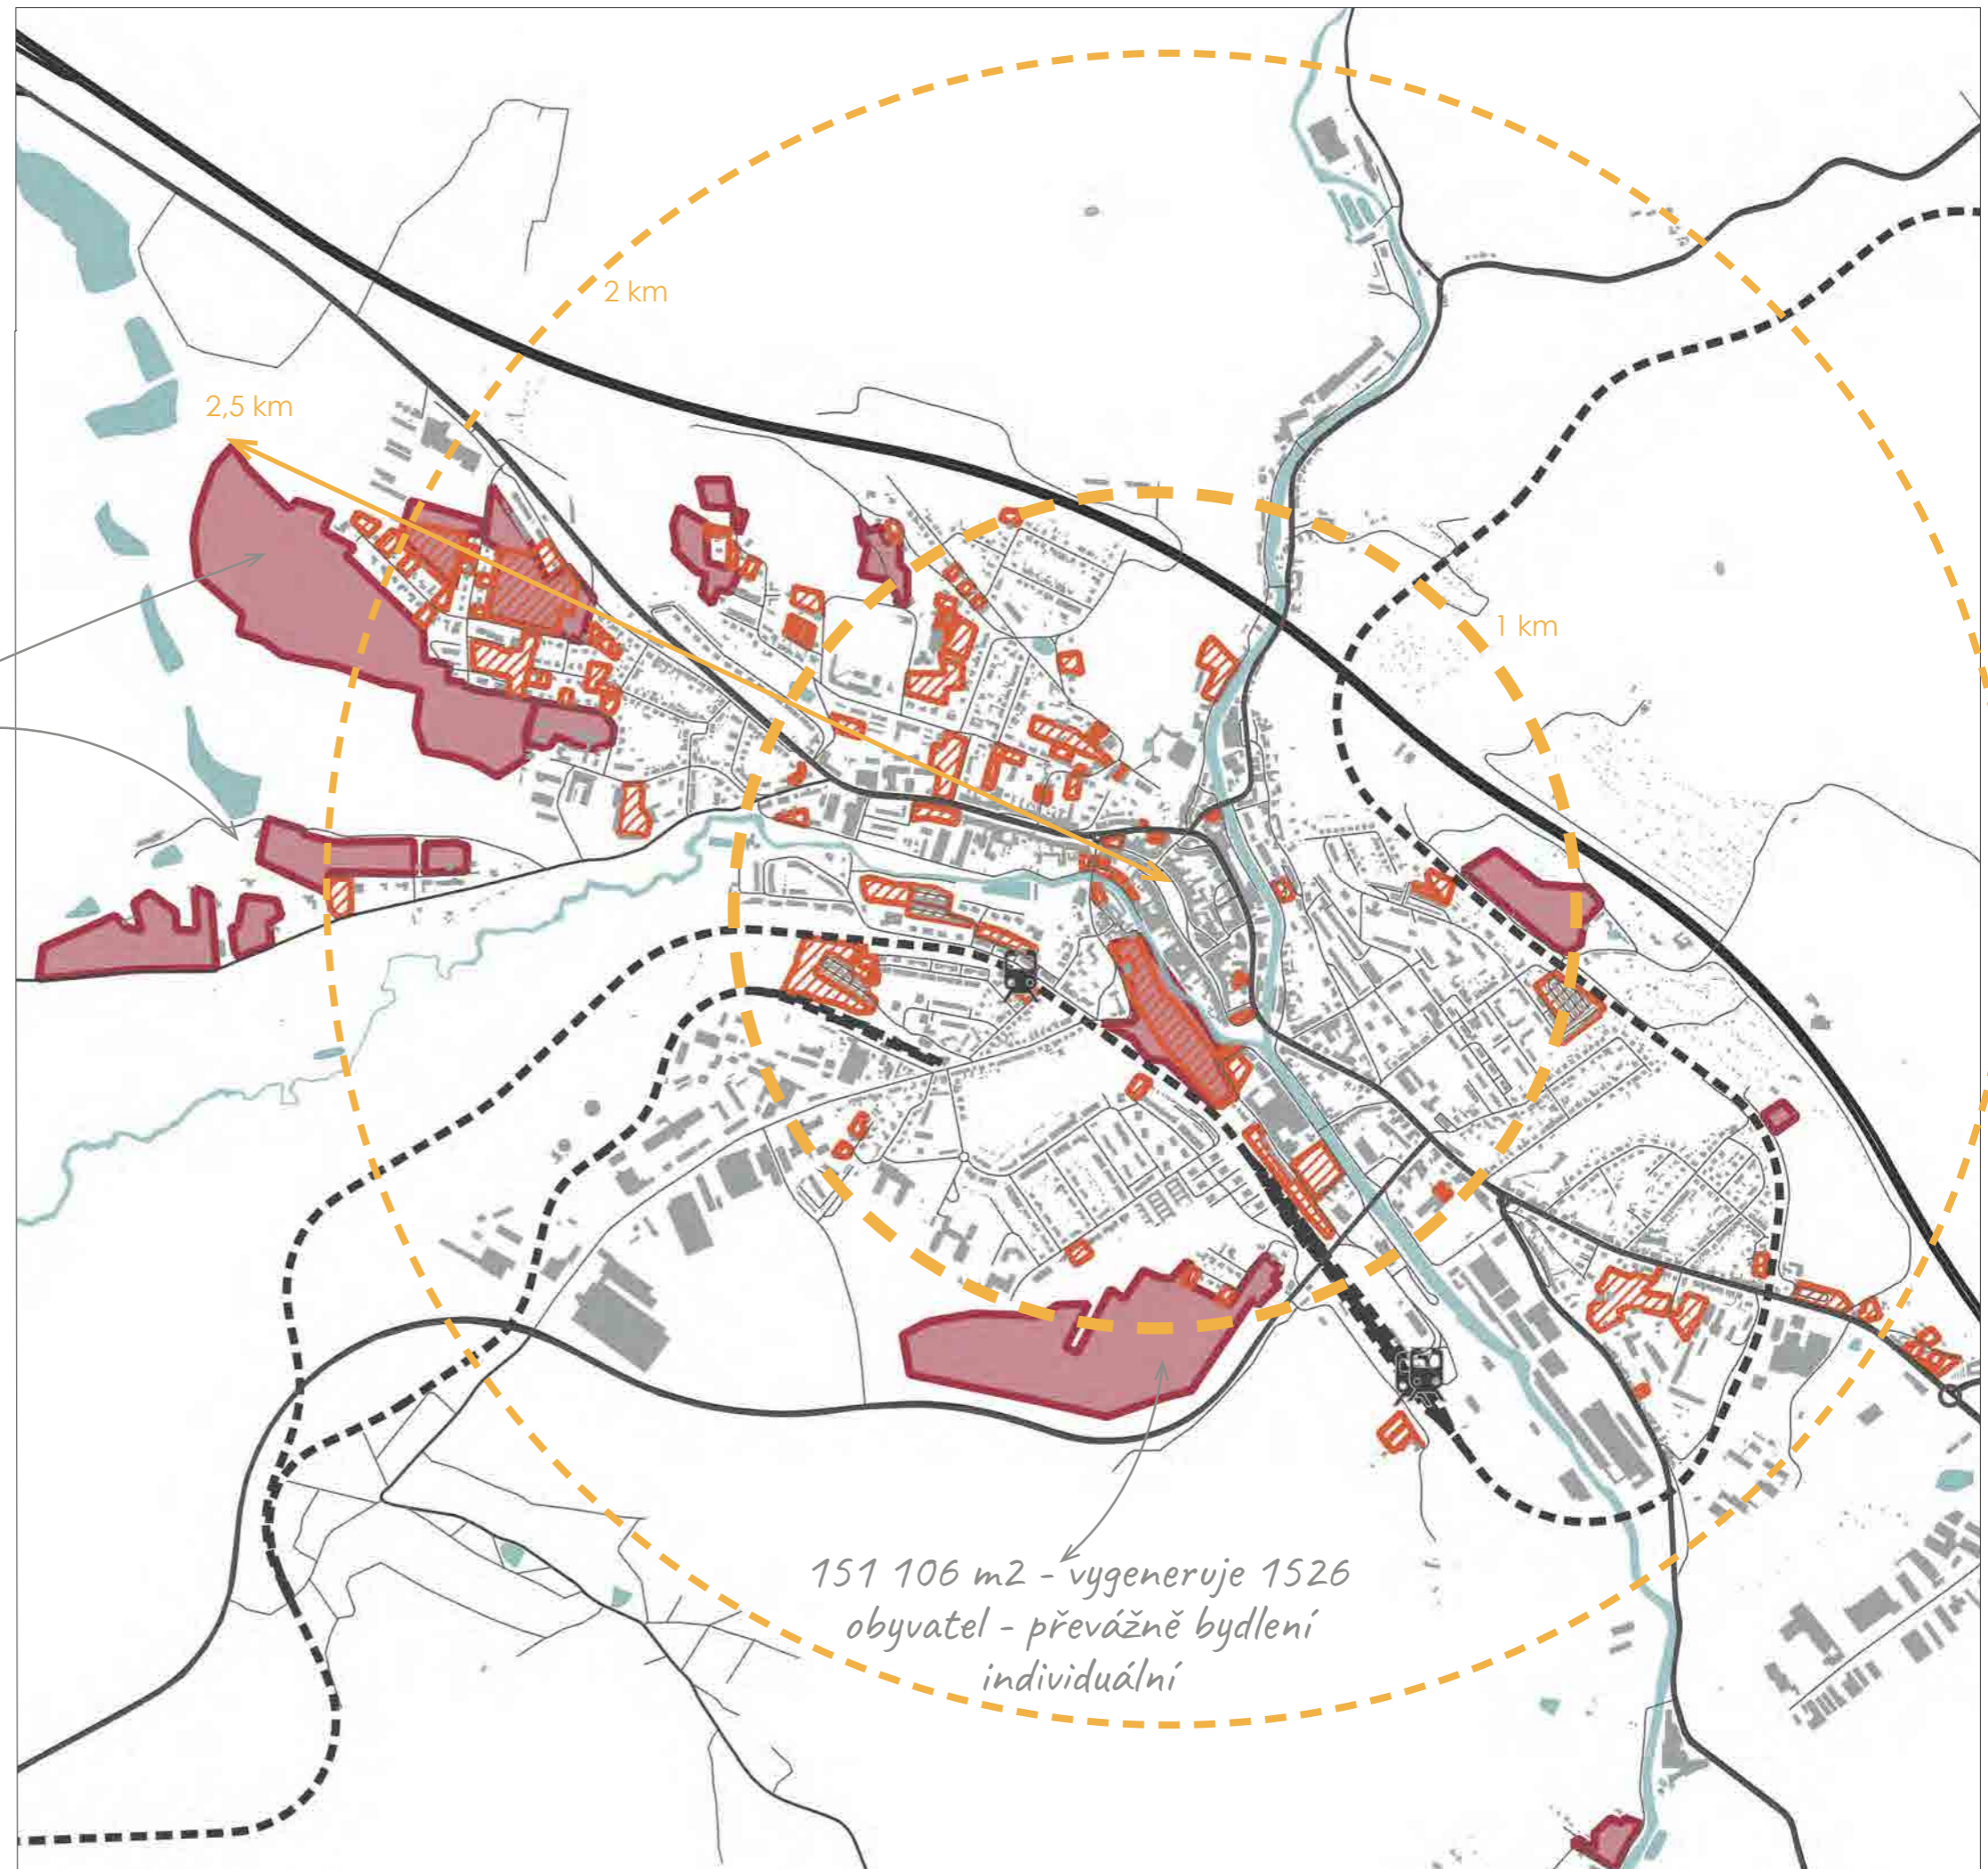 2 km
2,5 km
1 km
151 106 m2 - vygeneruje 1526
obyvatel - převážně bydlení
individuální